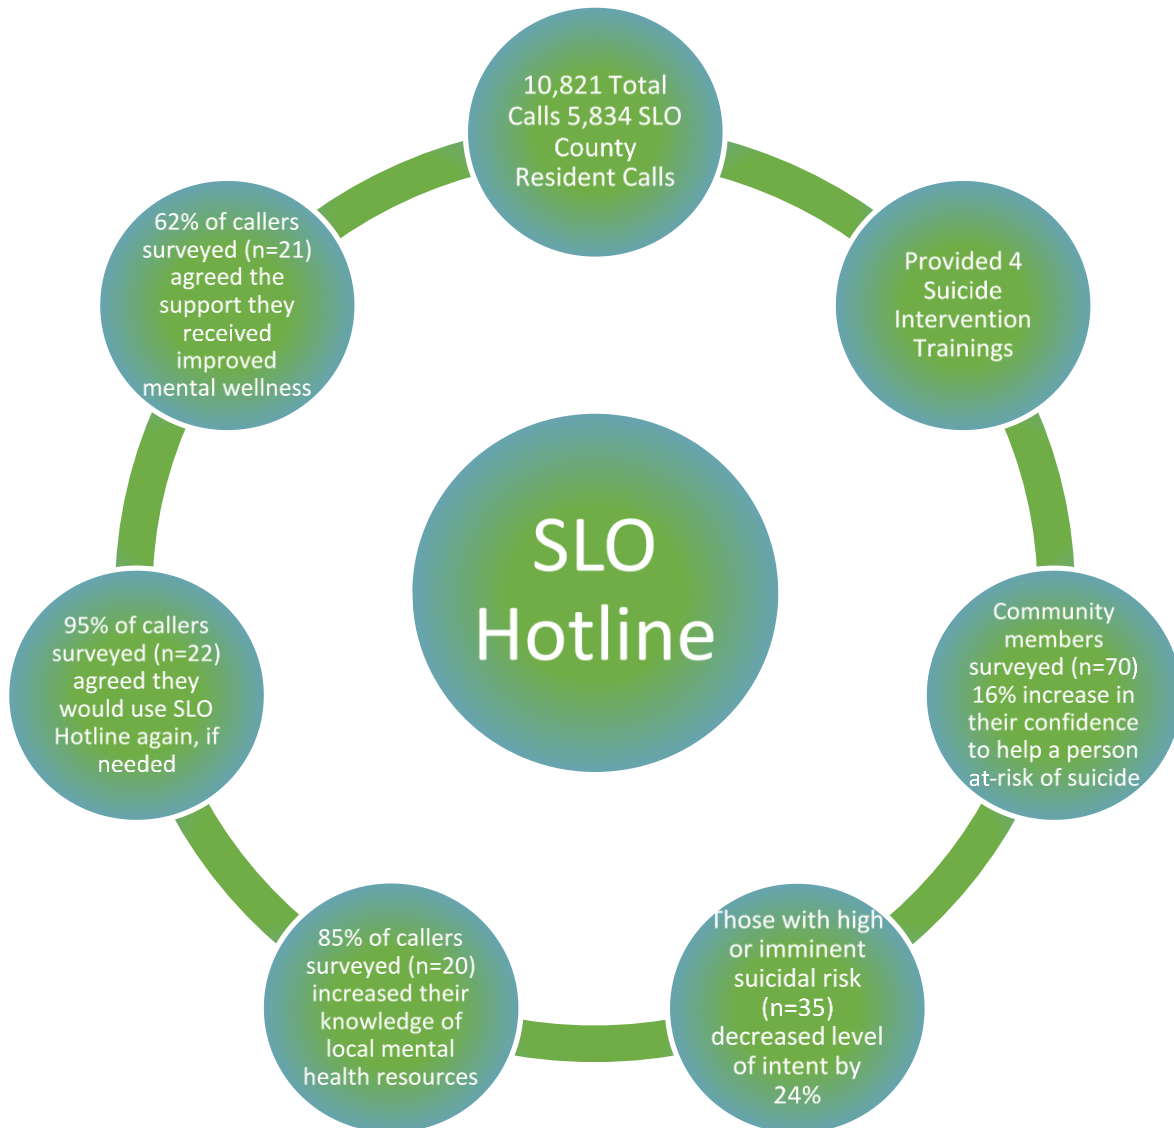 10,821 Total
Calls 5,834 SLO
County
Resident Calls
Provided 4
Suicide
Intervention
Trainings
Community
members
surveyed (n=70)
16% increase in
their confidence
to help a person
at-risk of suicide
Those with high
or imminent
suicidal risk
(n=35)
decreased level
of intent by
24%
85% of callers
surveyed (n=20)
increased their
knowledge of
local mental
health resources
95% of callers
surveyed (n=22)
agreed they
would use SLO
Hotline again, if
needed
62% of callers
surveyed (n=21)
agreed the
support they
received
improved
mental wellness
SLO
Hotline